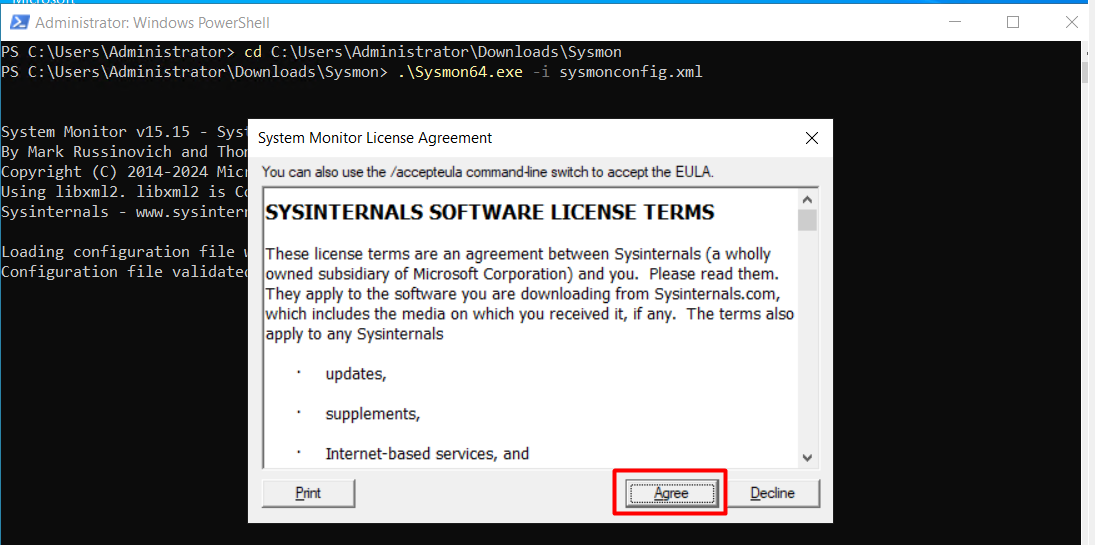 Administrator: Windows PowerShell
PS C:\Users\Administrator> cd C:\Users\Administrator\Downloads\Sysmon
PS C:\Users\Administrator\Downloads\Sysmon> .\Sysmon64.exe -i sysmonconfig.xml
System Monitor v15.15 - Syst
By Mark Russinovich and Thom
Copyright (C) 2014-2024 Micr
Using libxml2. libxml2 is Co
Sysinternals - www.sysintern
Loading configuration file w
Configuration file validated
System Monitor License Agreement
You can also use the /accepteula command-line switch to accept the EULA.
SYSINTERNALS SOFTWARE LICENSE TERMS
These license terms are an agreement between Sysinternals (a wholly
owned subsidiary of Microsoft Corporation) and you.  Please read them.
They apply to the software you are downloading from Sysinternals.com,
which includes the media on which you received it, if any.  The terms also
apply to any Sysinternals
· updates,
· supplements,
· Internet-based services, and
Print
Agree
Decline